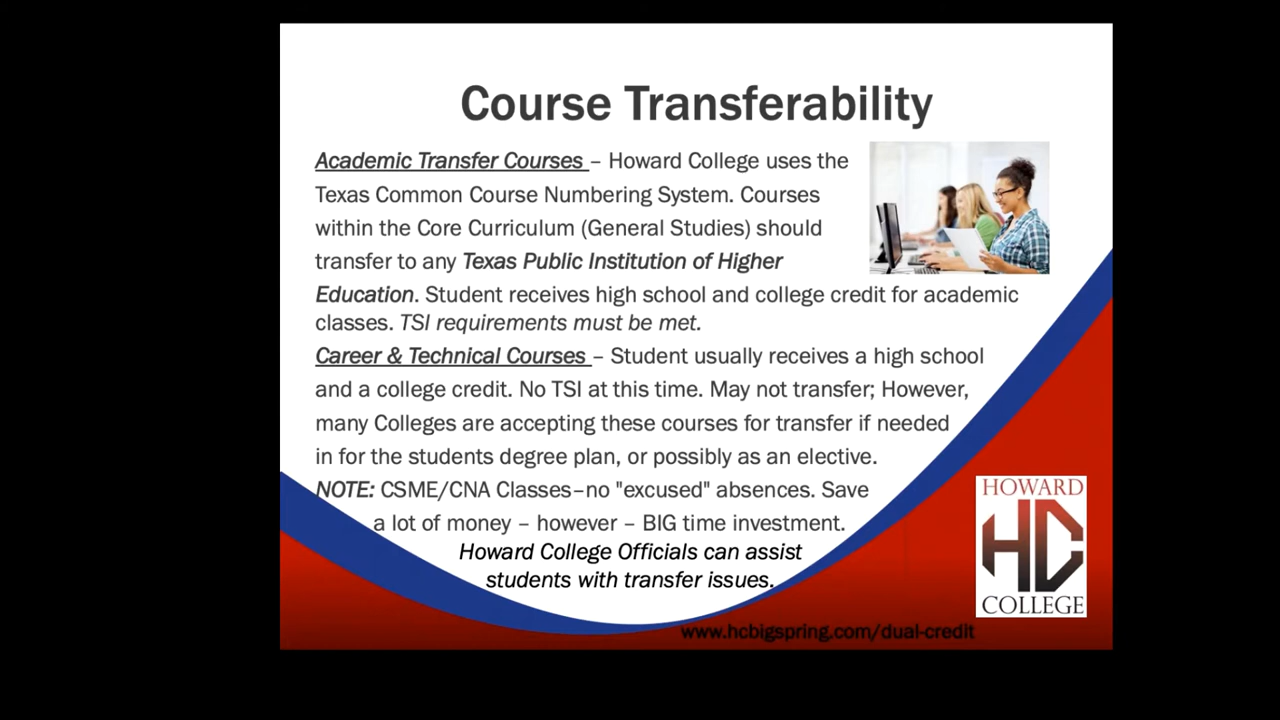 Course Transferability
Academic Transfer Courses – Howard College uses the
Texas Common Course Numbering System. Courses
within the Core Curriculum (General Studies) should
transfer to any Texas Public Institution of Higher
Education. Student receives high school and college credit for academic
classes. TSI requirements must be met.
Career & Technical Courses – Student usually receives a high school
and a college credit. No TSI at this time. May not transfer; However,
many Colleges are accepting these courses for transfer if needed
in for the students degree plan, or possibly as an elective.
NOTE: CSME/CNA Classes–no "excused" absences. Save
a lot of money – however – BIG time investment.
Howard College Officials can assist
students with transfer issues.
HOWARD
HC
COLLEGE
www.hcbigspring.com/dual-credit